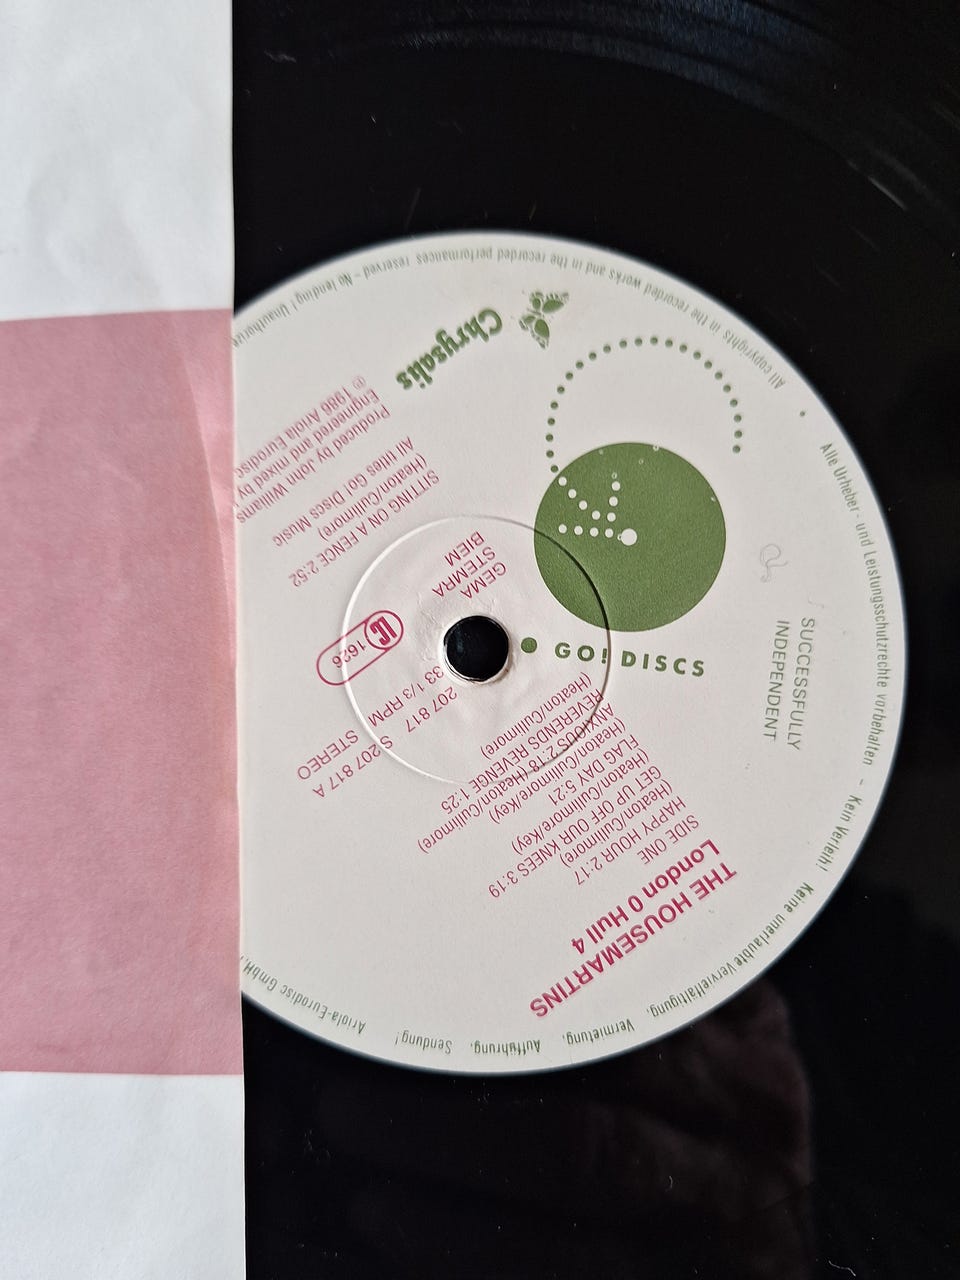 THE HOUSEMARTINS
London 0 Hull 4
SIDE ONE
HAPPY HOUR 2:17
(Heaton/Cullimore)
GET UP OFF OUR KNEES 3:19
(Heaton/Cullimore/Key)
FLAG DAY 5:21
(Heaton/Cullimore/Key)
ANXIOUS 2:18 (Heaton/Cullimore)
REVERENDS REVENGE 1:25
(Heaton/Cullimore)
207 817
S 207 817 A
33 1/3 RPM
STEREO
LC 1626
GEMA
STEMRA
BIEM
SITTING ON A FENCE 2:52
(Heaton/Cullimore)
All titles Go! Discs Music
Produced by John Williams
Engineered and mixed by
℗ 1986 Ariola Eurodisc
Chrysalis
GO! DISCS
SUCCESSFULLY
INDEPENDENT
Alle Urheber- und Leistungsschutzrechte vorbehalten - Kein Verleih! Keine unerlaubte Vervielfältigung, Vermietung, Aufführung, Sendung!
Ariola-Eurodisc GmbH,
All copyrights in the recorded works and in the recorded performances reserved - No lending!